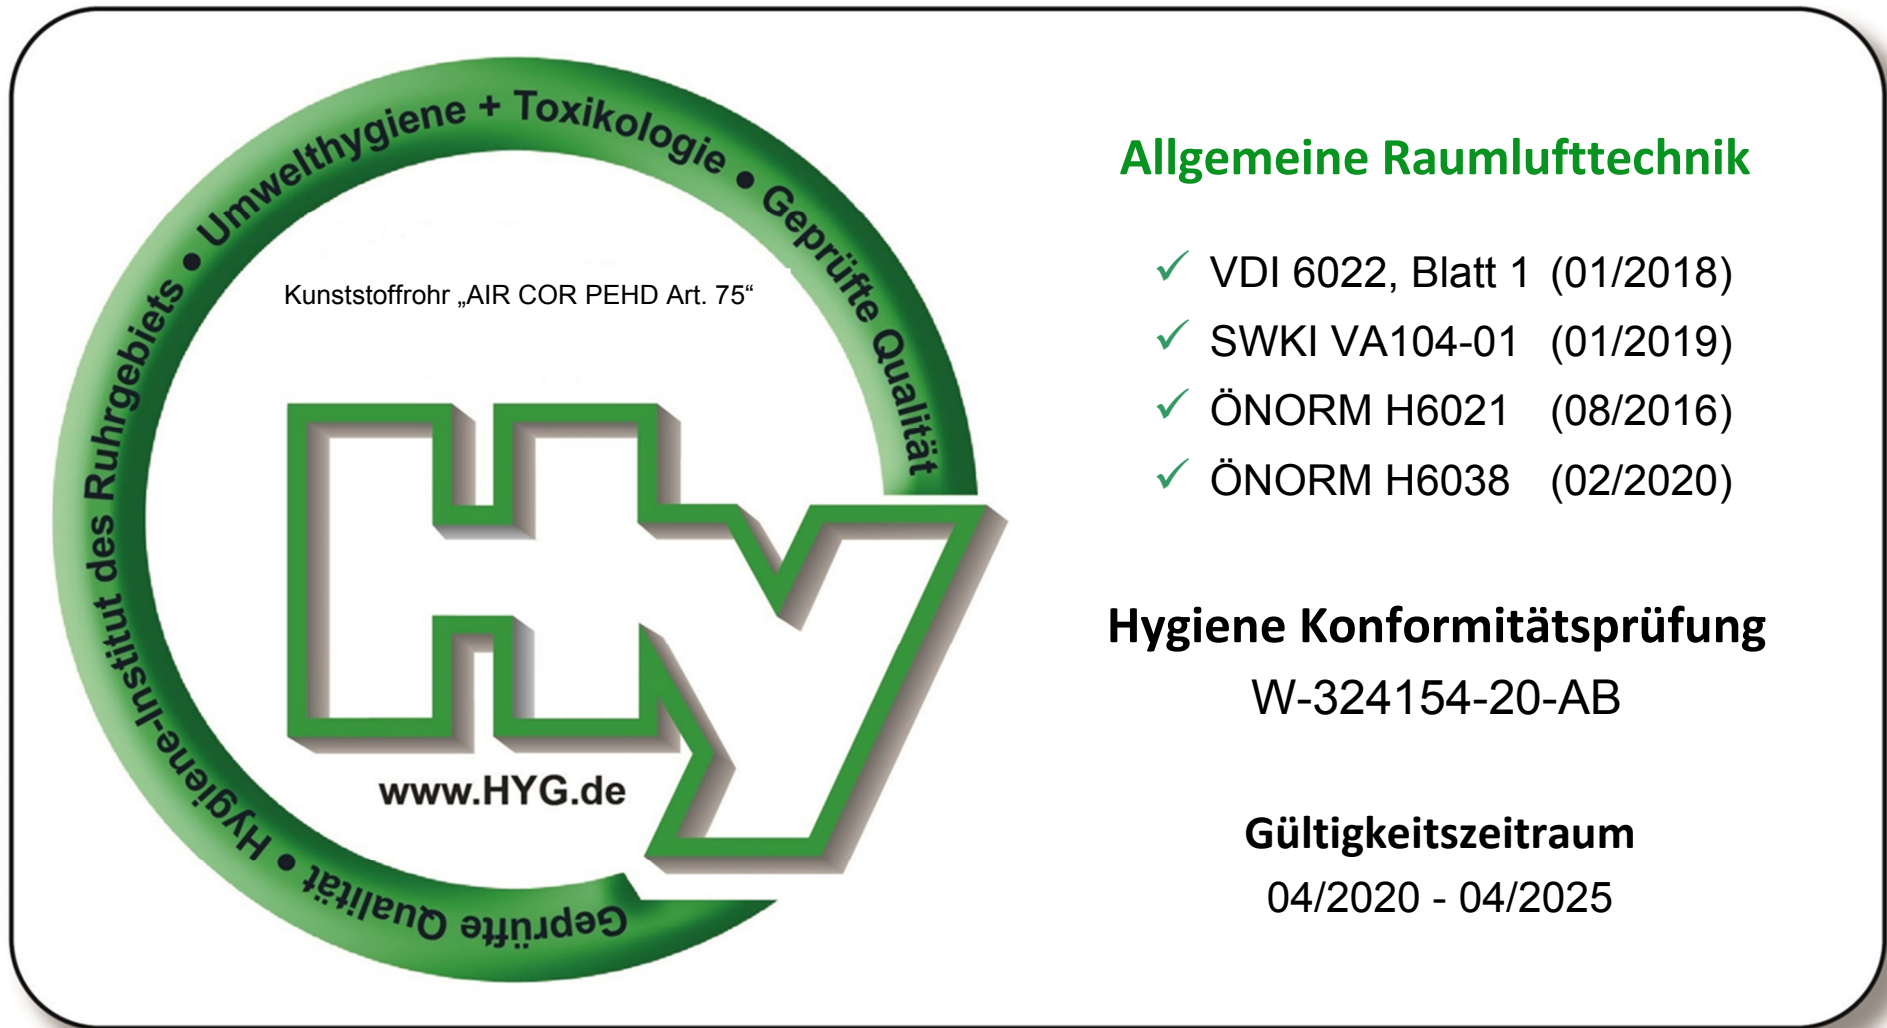 Geprüfte Qualität ● Hygiene-Institut des Ruhrgebiets ● Umwelthygiene + Toxikologie ● Geprüfte Qualität
Kunststoffrohr „AIR COR PEHD Art. 75“
Hy
www.HYG.de
Allgemeine Raumlufttechnik
✓ VDI 6022, Blatt 1 (01/2018)
✓ SWKI VA104-01 (01/2019)
✓ ÖNORM H6021 (08/2016)
✓ ÖNORM H6038 (02/2020)
Hygiene Konformitätsprüfung
W-324154-20-AB
Gültigkeitszeitraum
04/2020 - 04/2025